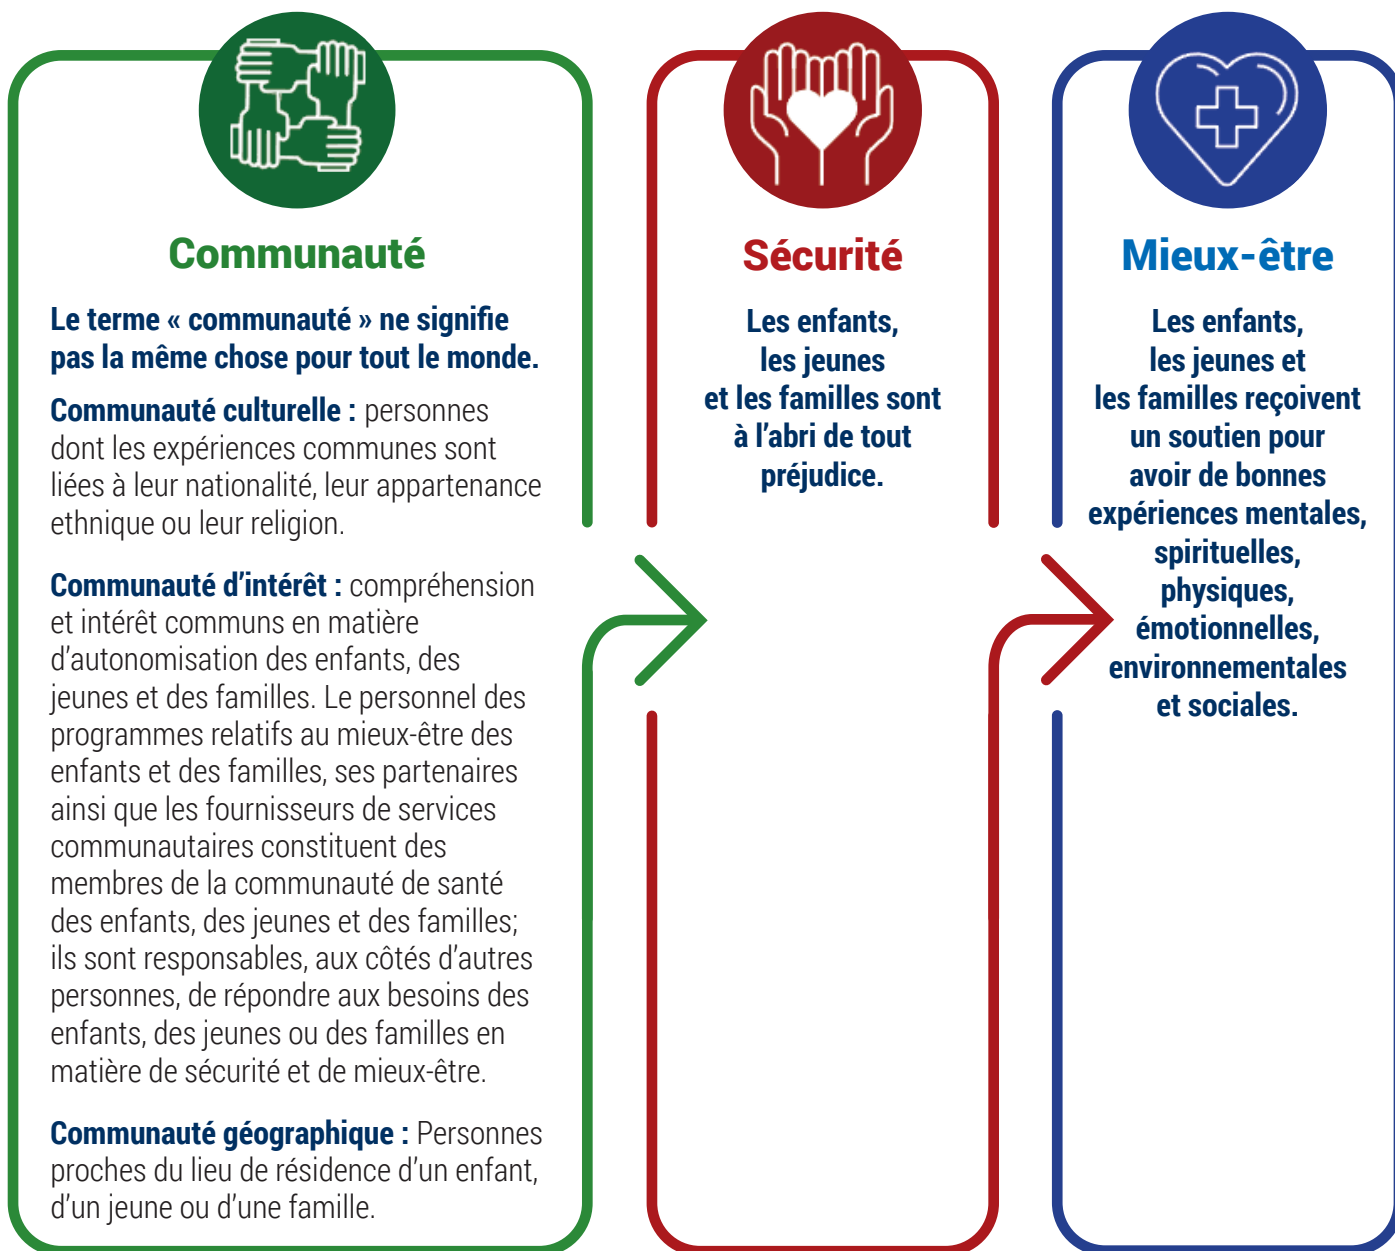 Communauté
Le terme « communauté » ne signifie
pas la même chose pour tout le monde.
Communauté culturelle : personnes
dont les expériences communes sont
liées à leur nationalité, leur appartenance
ethnique ou leur religion.
Communauté d’intérêt : compréhension
et intérêt communs en matière
d’autonomisation des enfants, des
jeunes et des familles. Le personnel des
programmes relatifs au mieux-être des
enfants et des familles, ses partenaires
ainsi que les fournisseurs de services
communautaires constituent des
membres de la communauté de santé
des enfants, des jeunes et des familles;
ils sont responsables, aux côtés d’autres
personnes, de répondre aux besoins des
enfants, des jeunes ou des familles en
matière de sécurité et de mieux-être.
Communauté géographique : Personnes
proches du lieu de résidence d’un enfant,
d’un jeune ou d’une famille.
Sécurité
Les enfants,
les jeunes
et les familles sont
à l’abri de tout
préjudice.
Mieux-être
Les enfants,
les jeunes et
les familles reçoivent
un soutien pour
avoir de bonnes
expériences mentales,
spirituelles,
physiques,
émotionnelles,
environnementales
et sociales.